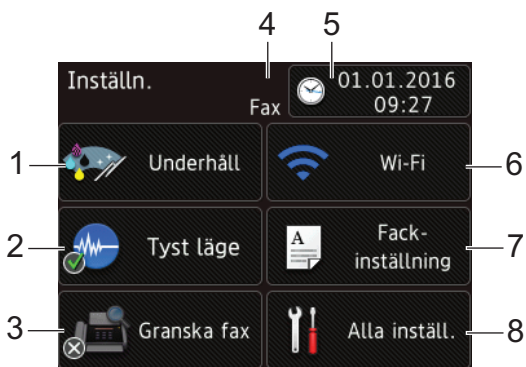 4 5
Inställn.
01.01.2016
09:27
Fax
1 Underhåll
Wi-Fi 6
2 Tyst läge
A
Fack-
inställning 7
3 Granska fax
Alla inställ. 8